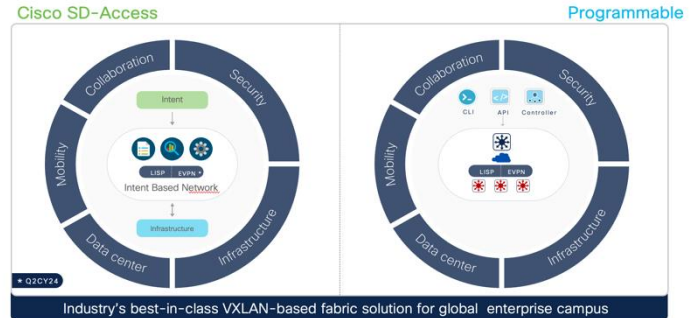 Cisco SD-Access
Programmable
Collaboration
Security
Mobility
Data center
Infrastructure
Intent
LISP EVPN *
Intent Based Network
Infrastructure
Collaboration
Security
Mobility
Data center
Infrastructure
CLI API Controller
LISP EVPN
★ Q2CY24
Industry's best-in-class VXLAN-based fabric solution for global enterprise campus